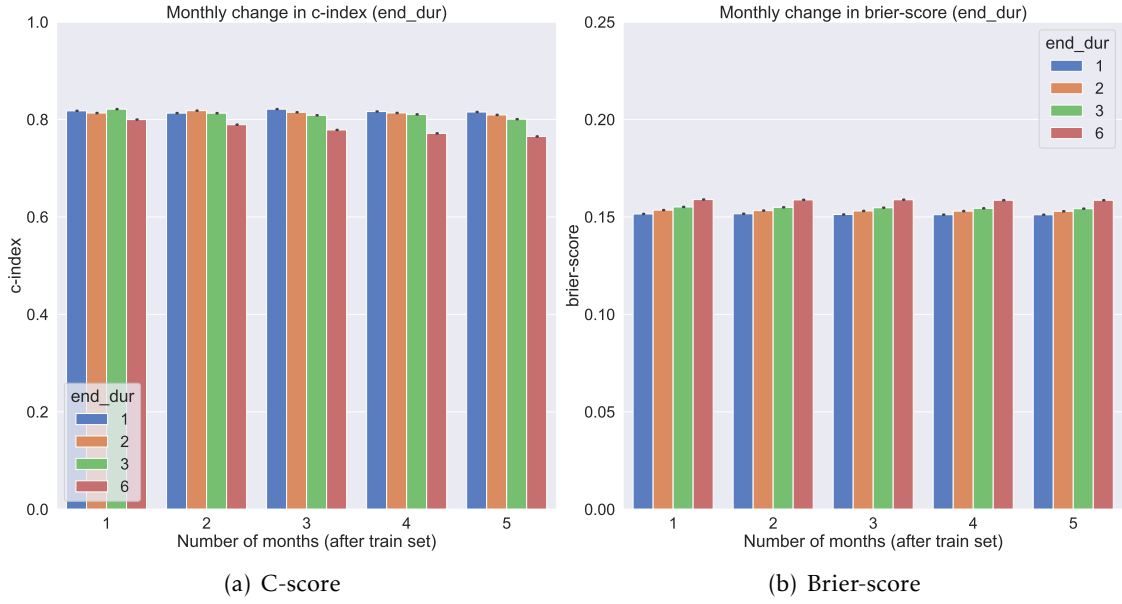 Monthly change in c-index (end_dur)
1.0
0.8
0.6
0.4
0.2
0.0
c-index
end_dur
1
2
3
6
1 2 3 4 5
Number of months (after train set)
(a) C-score
Monthly change in brier-score (end_dur)
0.25
0.20
0.15
0.10
0.05
0.00
brier-score
end_dur
1
2
3
6
1 2 3 4 5
Number of months (after train set)
(b) Brier-score